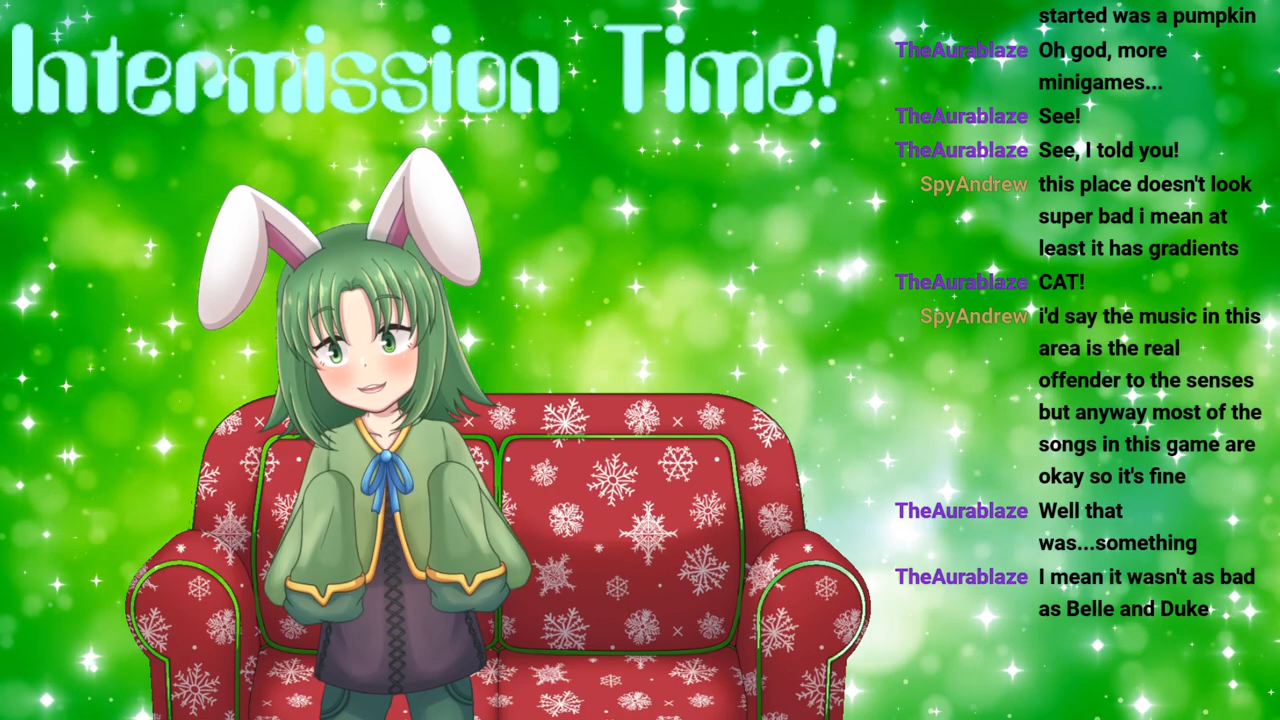 Intermission Time!
started was a pumpkin
TheAurablaze Oh god, more
minigames...
TheAurablaze See!
TheAurablaze See, I told you!
SpyAndrew this place doesn't look
super bad i mean at
least it has gradients
TheAurablaze CAT!
SpyAndrew i'd say the music in this
area is the real
offender to the senses
but anyway most of the
songs in this game are
okay so it's fine
TheAurablaze Well that
was...something
TheAurablaze I mean it wasn't as bad
as Belle and Duke